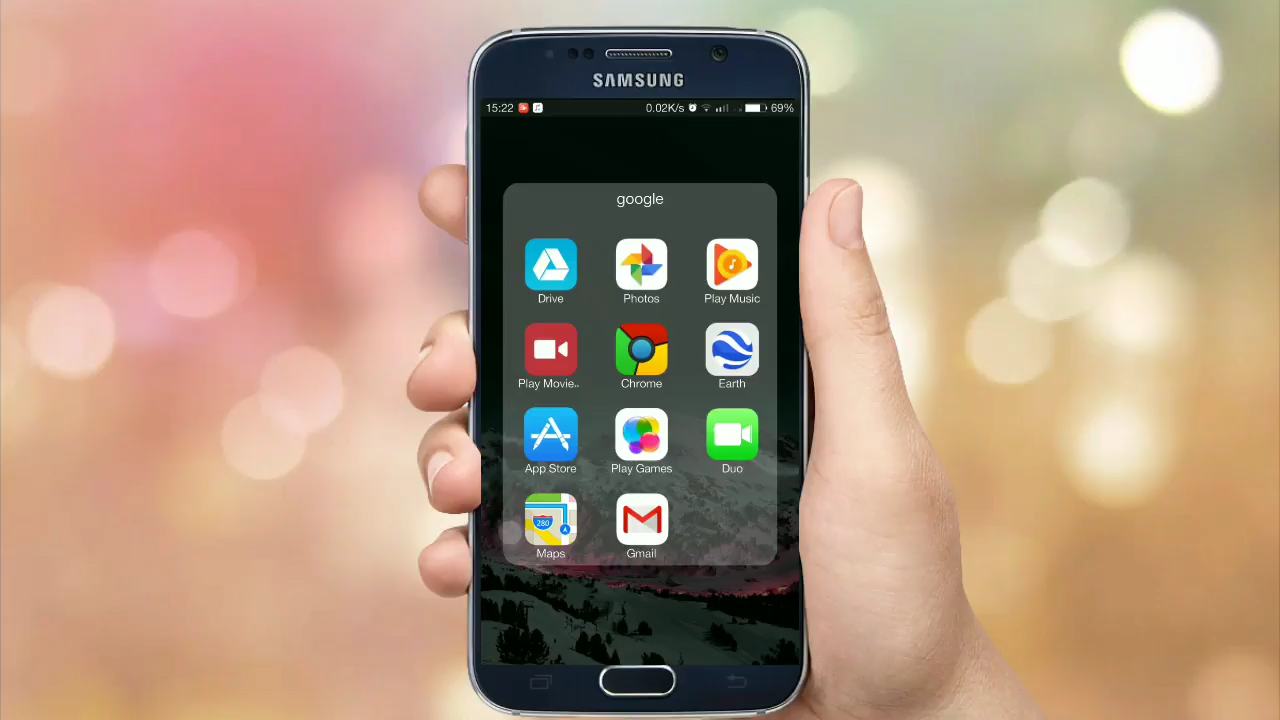 SAMSUNG
15:22 0.02K/s 69%
google
Drive Photos Play Music
Play Movie.. Chrome Earth
App Store Play Games Duo
280
Maps Gmail